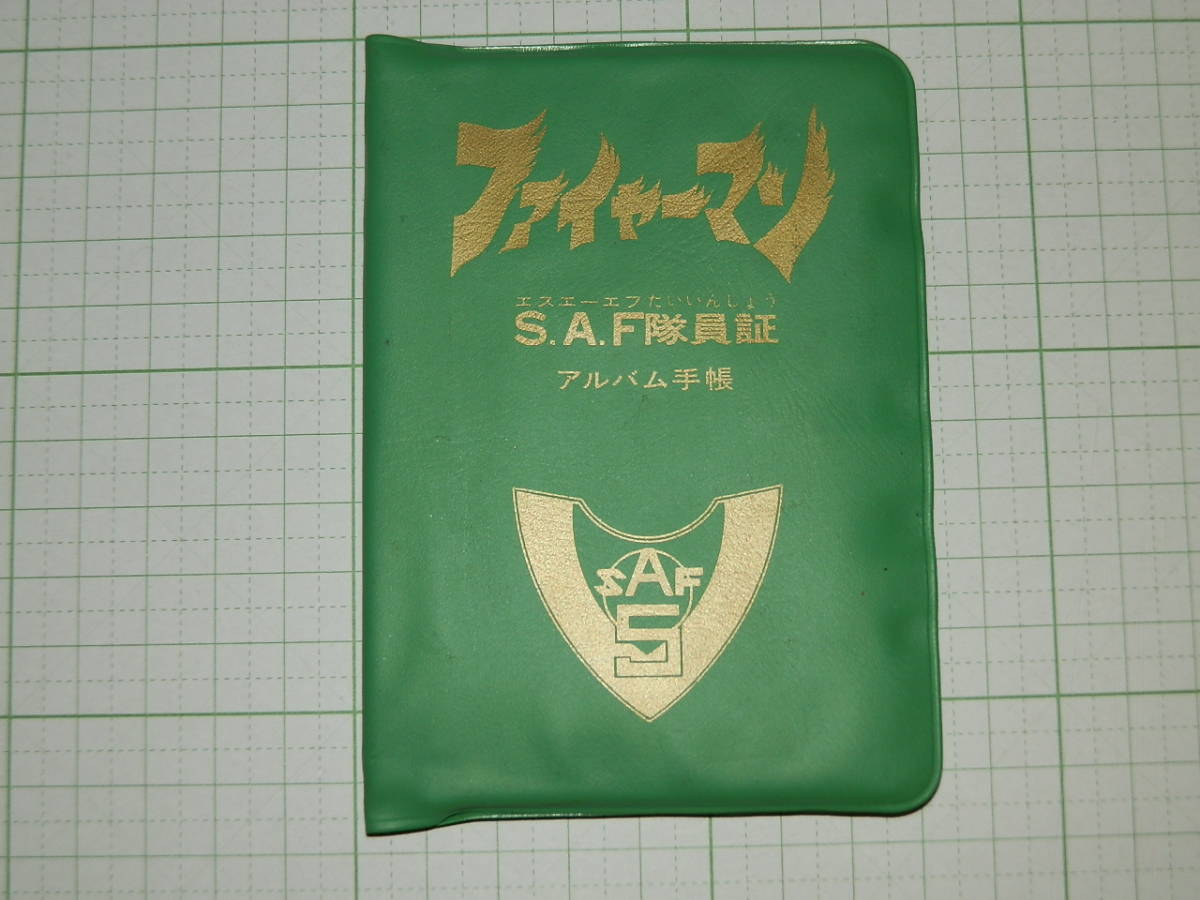 ファイヤーマン
エスエーエフたいいんしょう
S.A.F隊員証
アルバム手帳
SAF
5